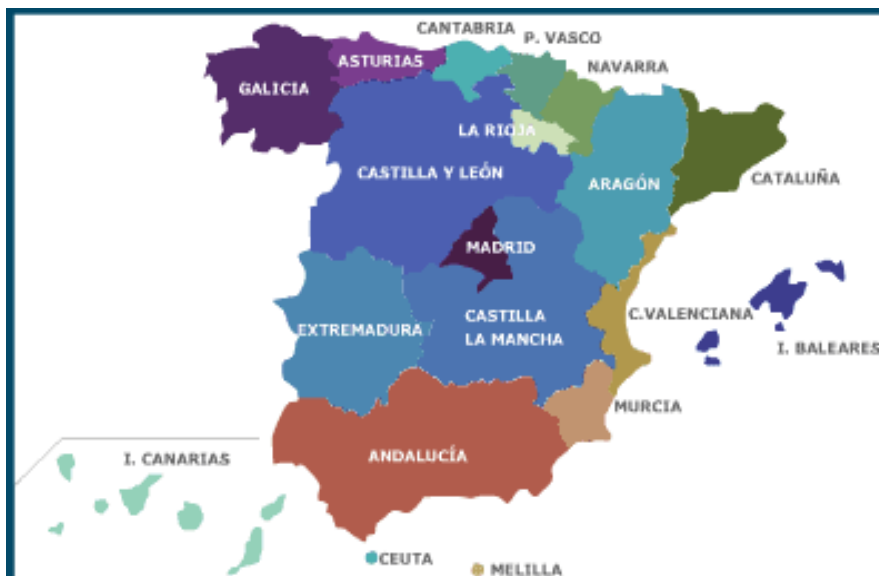 CANTABRIA
P. VASCO
ASTURIAS
NAVARRA
GALICIA
LA RIOJA
CASTILLA Y LEÓN
ARAGÓN
CATALUÑA
MADRID
C.VALENCIANA
CASTILLA
LA MANCHA
EXTREMADURA
I. BALEARES
MURCIA
ANDALUCÍA
I. CANARIAS
CEUTA
MELILLA